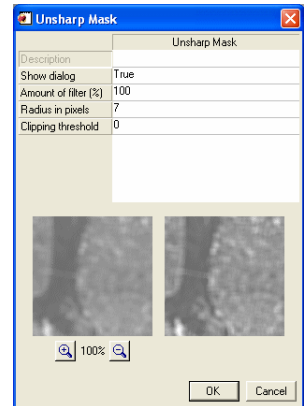 Unsharp Mask
Unsharp Mask
Description
Show dialog True
Amount of filter (%) 100
Radius in pixels 7
Clipping threshold 0
100%
OK Cancel